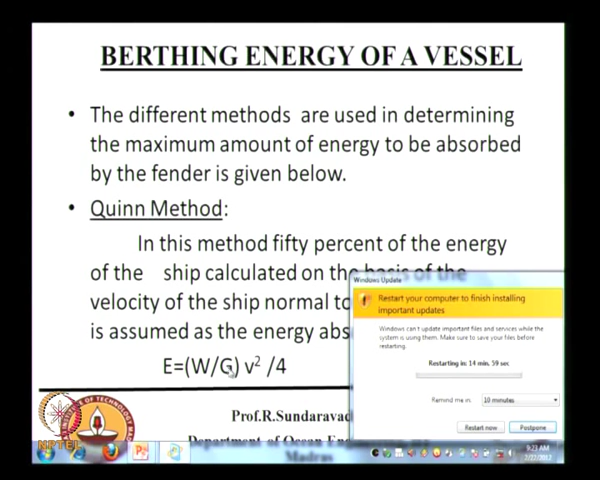 BERTHING ENERGY OF A VESSEL
• The different methods are used in determining
the maximum amount of energy to be absorbed
by the fender is given below.
• Quinn Method:
In this method fifty percent of the energy
of the ship calculated on the basis of the
velocity of the ship normal to
is assumed as the energy abs
E=(W/G) v² /4
Windows Update
Restart your computer to finish installing
important updates
Windows can't update important files and services while the
system is using them. Make sure to save your files before
restarting.
Restarting in: 14 min, 59 sec
Remind me in: 10 minutes
Restart now Postpone
Prof.R.Sundaravad
Department of Ocean
Madras
NPTEL
9:23 AM